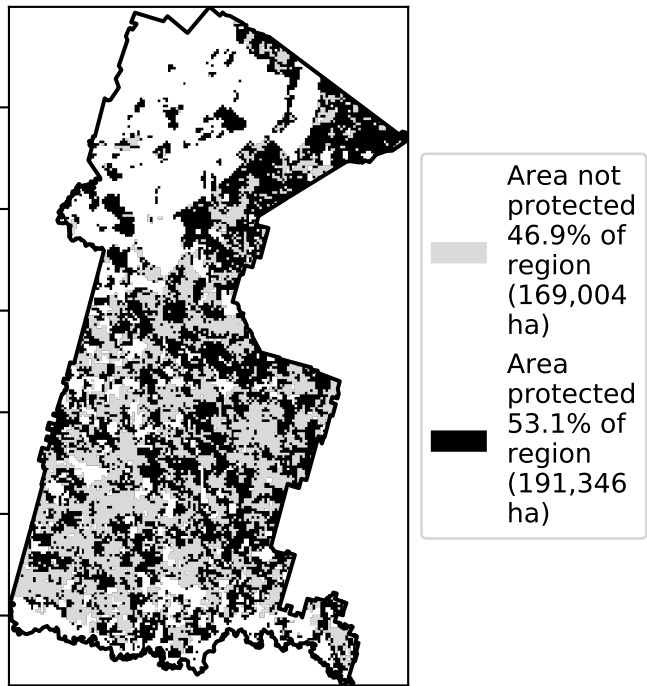 Area not
protected
46.9% of
region
(169,004
ha)
Area
protected
53.1% of
region
(191,346
ha)